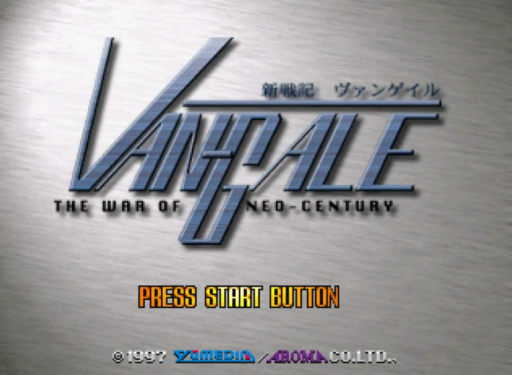 新戦記 ヴァンゲイル
VANGALE
THE WAR OF NEO-CENTURY
PRESS START BUTTON
©1997 YUMEDIA/AROMA.CO.LTD.